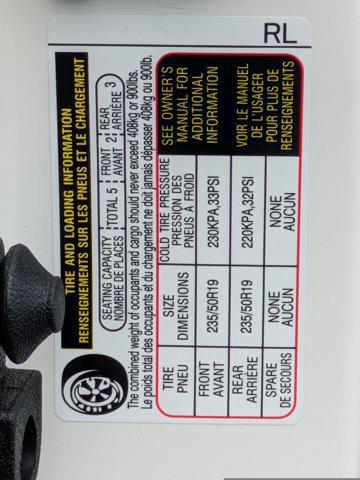 RL
TIRE AND LOADING INFORMATION
RENSEIGNEMENTS SUR LES PNEUS ET LE CHARGEMENT
SEATING CAPACITY TOTAL 5 FRONT 2 REAR 3
NOMBRE DE PLACES AVANT ARRIÈRE
The combined weight of occupants and cargo should never exceed 408kg or 900lbs.
Le poids total des occupants et du chargement ne doit jamais dépasser 408kg ou 900lb.
TIRE SIZE COLD TIRE PRESSURE SEE OWNER'S
PNEU DIMENSIONS PRESSION DES MANUAL FOR
PNEUS À FROID ADDITIONAL
FRONT 235/50R19 230KPA,33PSI INFORMATION
AVANT
REAR 235/50R19 220KPA,32PSI VOIR LE MANUEL
ARRIÈRE DE L'USAGER
SPARE NONE NONE POUR PLUS DE
DE SECOURS AUCUN AUCUN RENSEIGNEMENTS